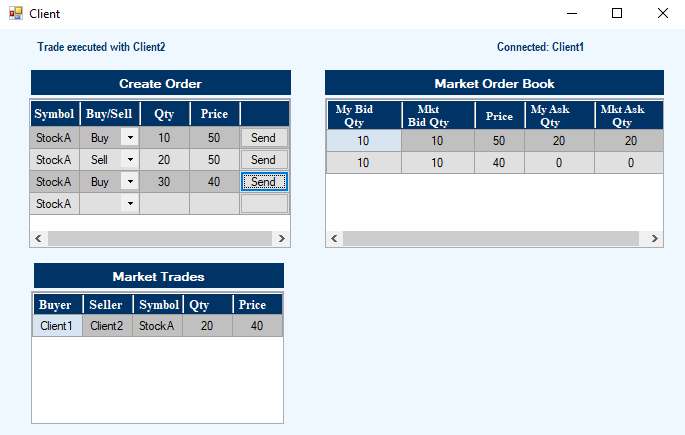 Client
Trade executed with Client2
Connected: Client1
Create Order
Symbol Buy/Sell Qty Price
StockA Buy 10 50 Send
StockA Sell 20 50 Send
StockA Buy 30 40 Send
StockA
Market Order Book
My Bid Qty Mkt Bid Qty Price My Ask Qty Mkt Ask Qty
10 10 50 20 20
10 10 40 0 0
Market Trades
Buyer Seller Symbol Qty Price
Client1 Client2 StockA 20 40